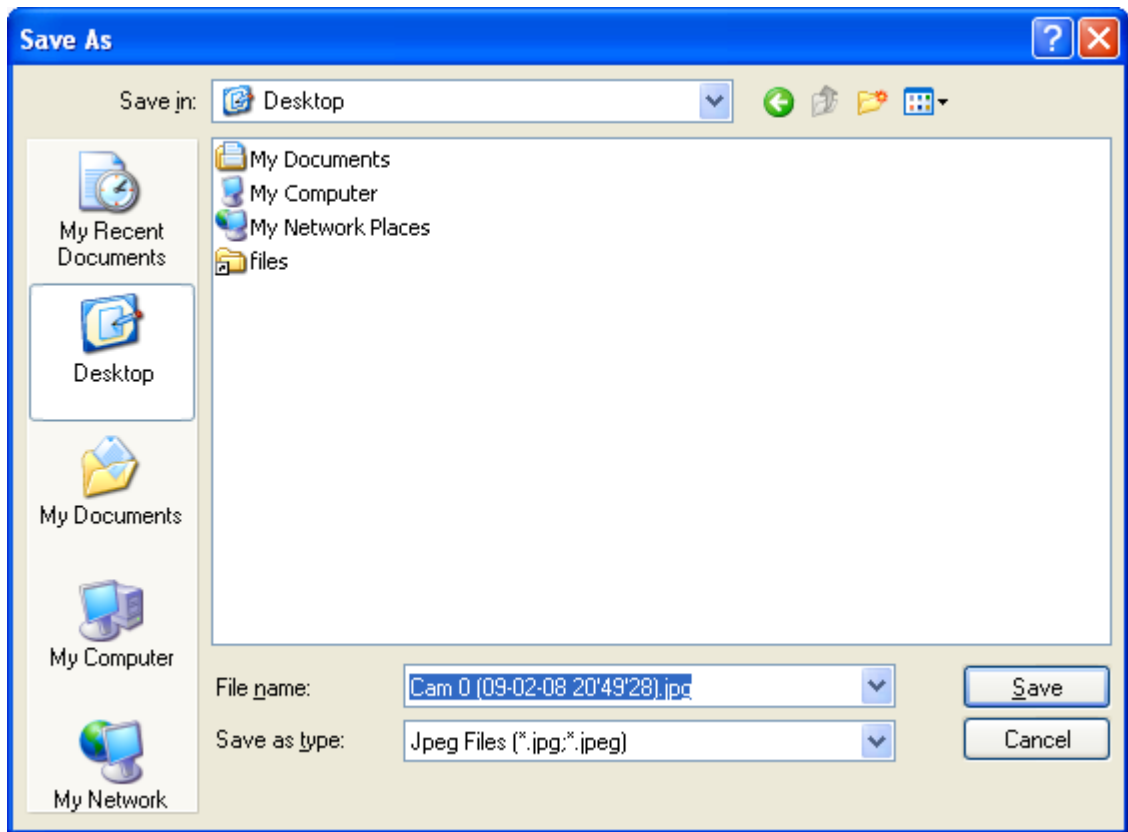 Save As
Save in:
Desktop
My Recent
Documents
Desktop
My Documents
My Computer
My Network
My Documents
My Computer
My Network Places
files
File name:
Cam 0 (09-02-08 20'49'28).jpg
Save
Save as type:
Jpeg Files (*.jpg;*.jpeg)
Cancel